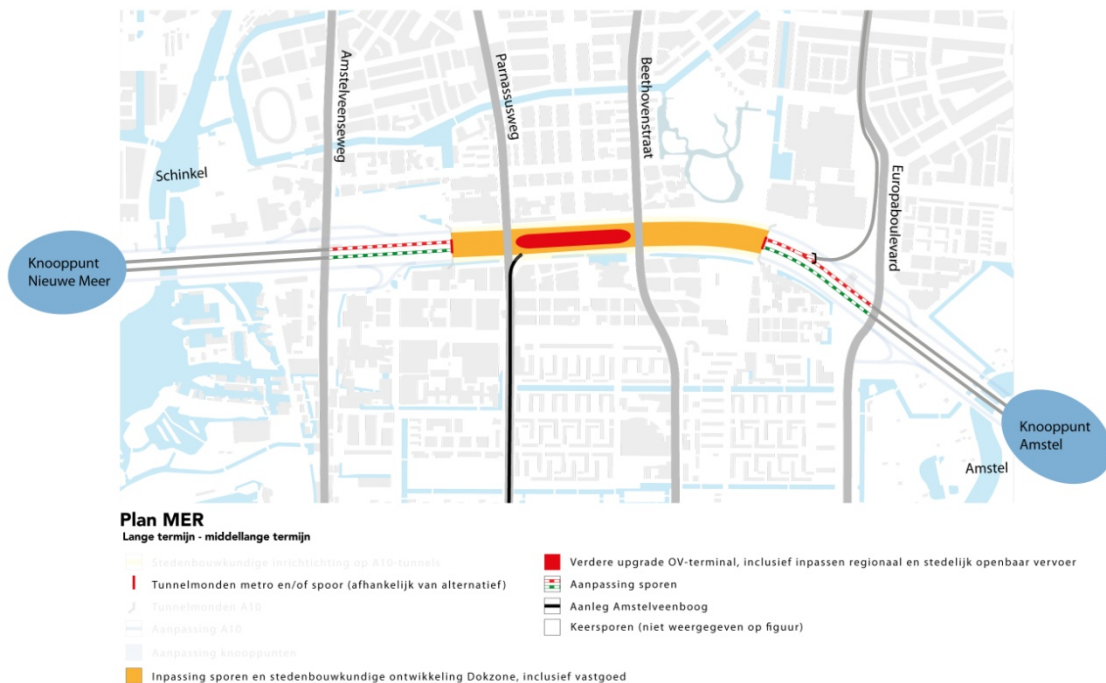 Amstelveenseweg
Parnassusweg
Beethovenstraat
Europaboulevard
Schinkel
Knooppunt
Nieuwe Meer
Knooppunt
Amstel
Amstel
Plan MER
Lange termijn - middellange termijn
Stedenbouwkundige inrichtichting op A10-tunnels
Tunnelmonden metro en/of spoor (afhankelijk van alternatief)
Tunnelmonden A10
Aanpassing A10
Aanpassing knooppunten
Inpassing sporen en stedenbouwkundige ontwikkeling Dokzone, inclusief vastgoed
Verdere upgrade OV-terminal, inclusief inpassen regionaal en stedelijk openbaar vervoer
Aanpassing sporen
Aanleg Amstelveenboog
Keersporen (niet weergegeven op figuur)